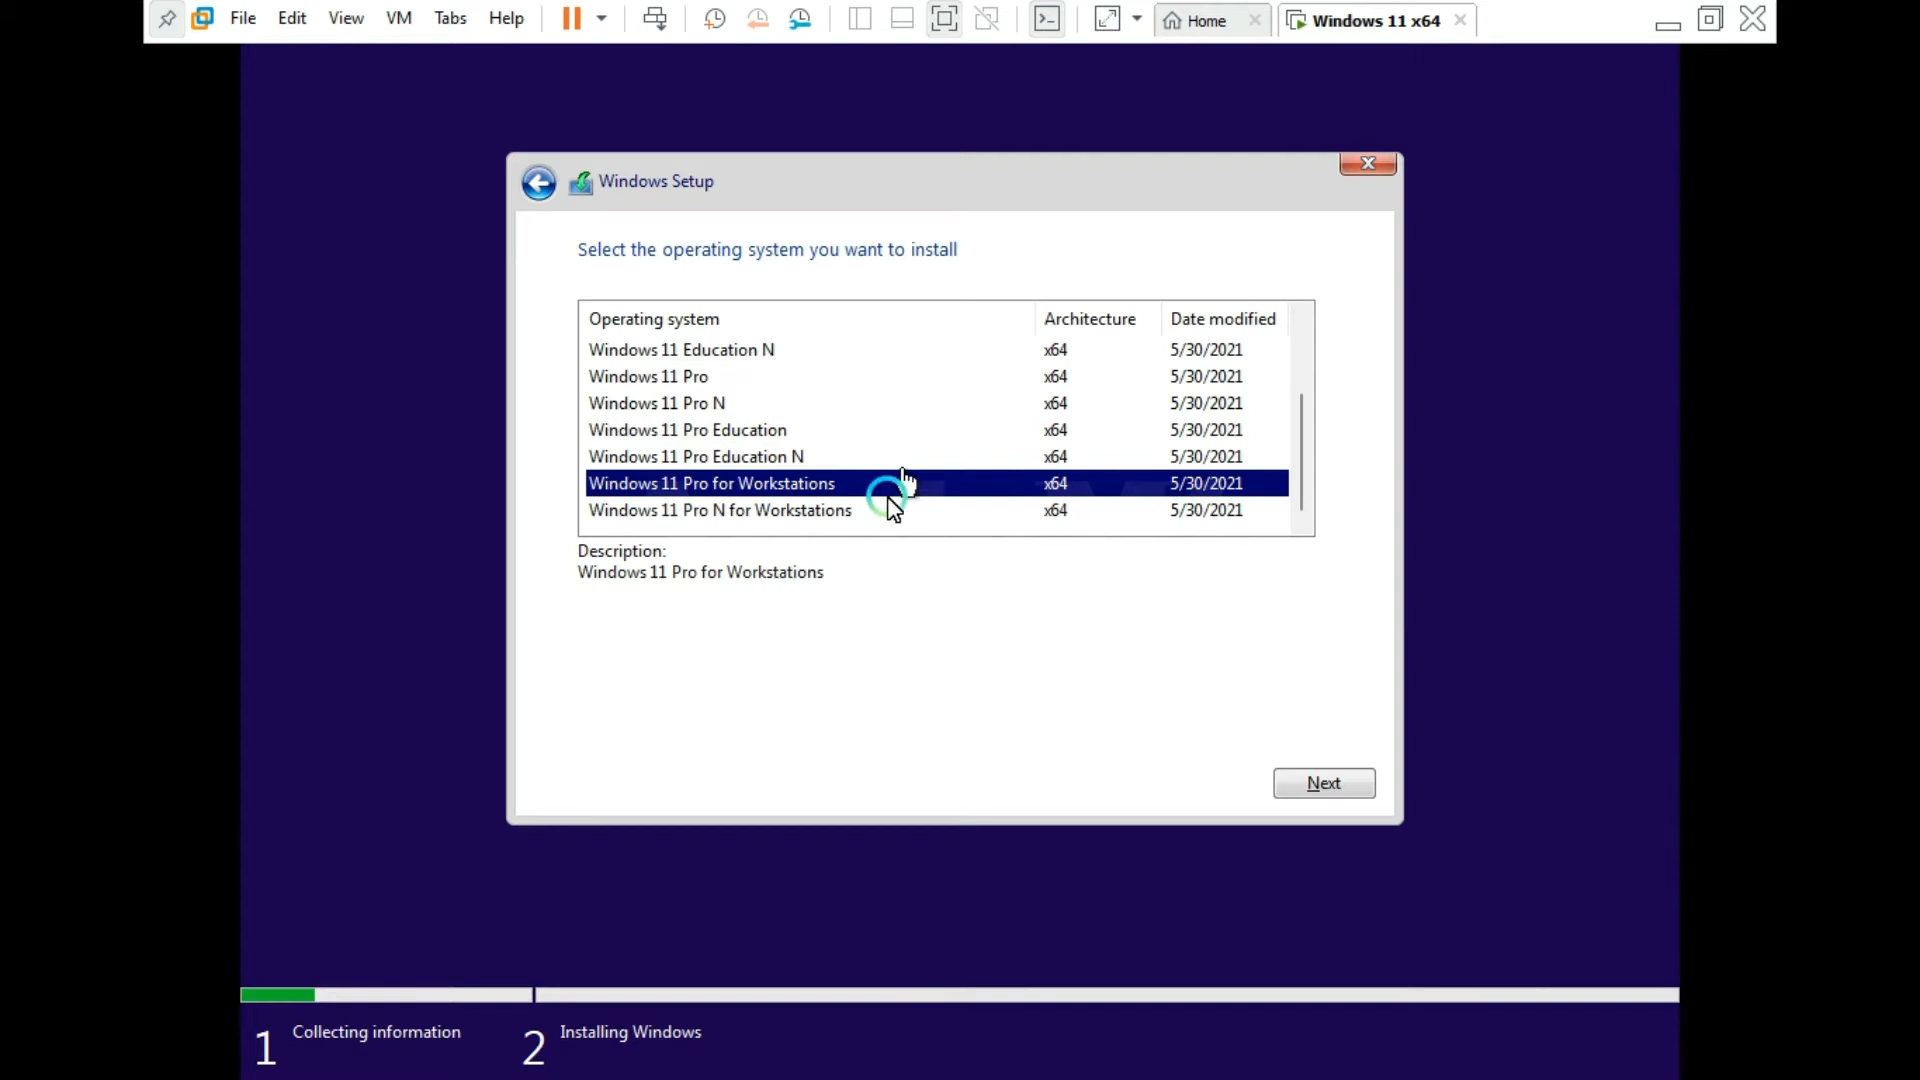 File Edit View VM Tabs Help Home Windows 11 x64
Windows Setup
Select the operating system you want to install
Operating system Architecture Date modified
Windows 11 Education N x64 5/30/2021
Windows 11 Pro x64 5/30/2021
Windows 11 Pro N x64 5/30/2021
Windows 11 Pro Education x64 5/30/2021
Windows 11 Pro Education N x64 5/30/2021
Windows 11 Pro for Workstations x64 5/30/2021
Windows 11 Pro N for Workstations x64 5/30/2021
Description:
Windows 11 Pro for Workstations
Next
1 Collecting information 2 Installing Windows